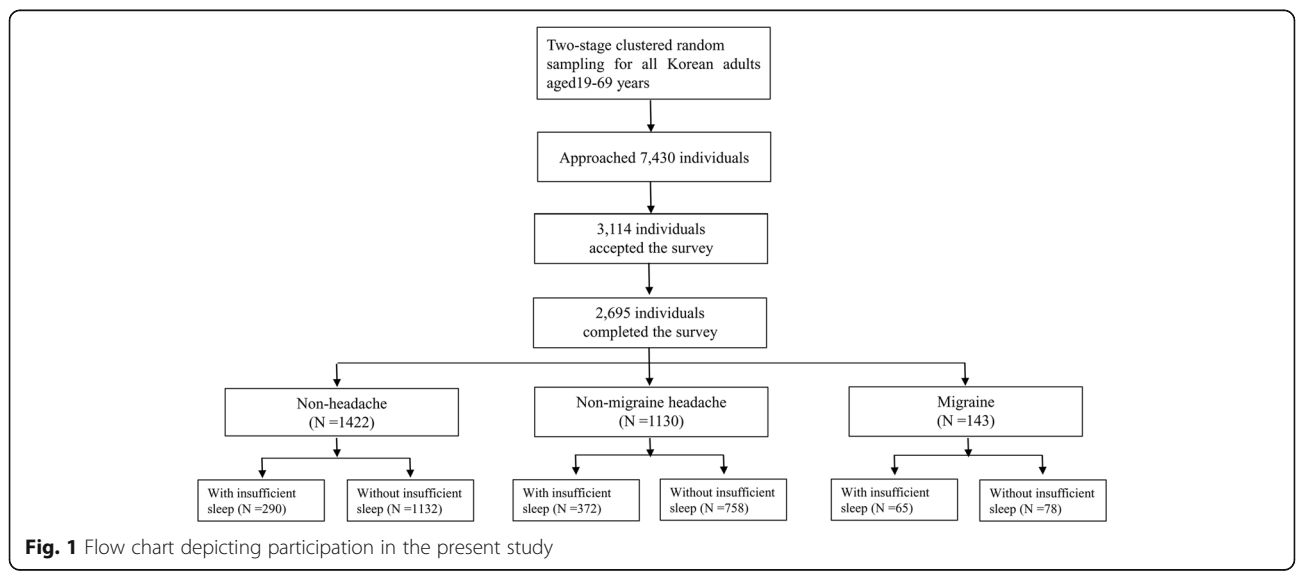 Two-stage clustered random
sampling for all Korean adults
aged19-69 years
Approached 7,430 individuals
3,114 individuals
accepted the survey
2,695 individuals
completed the survey
Non-headache
(N =1422)
Non-migraine headache
(N =1130)
Migraine
(N =143)
With insufficient
sleep (N =290)
Without insufficient
sleep (N =1132)
With insufficient
sleep (N =372)
Without insufficient
sleep (N =758)
With insufficient
sleep (N =65)
Without insufficient
sleep (N =78)
Fig. 1 Flow chart depicting participation in the present study